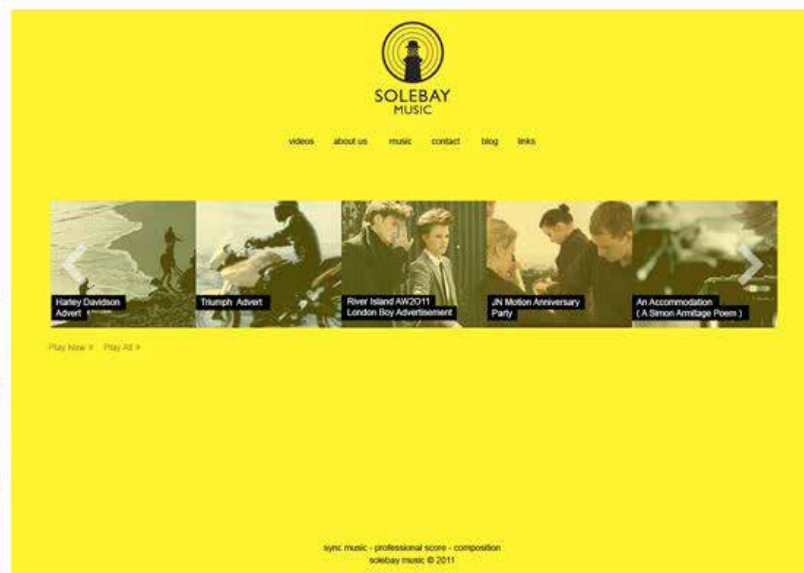 SOLEBAY
MUSIC
videos about us music contact blog links
Harley Davidson
Advert
Triumph Advert
River Island AW2011
London Boy Advertisement
JN Motion Anniversary
Party
An Accommodation
( A Simon Armitage Poem )
Play Now » Play All »
sync music - professional score - composition
solebay music © 2011